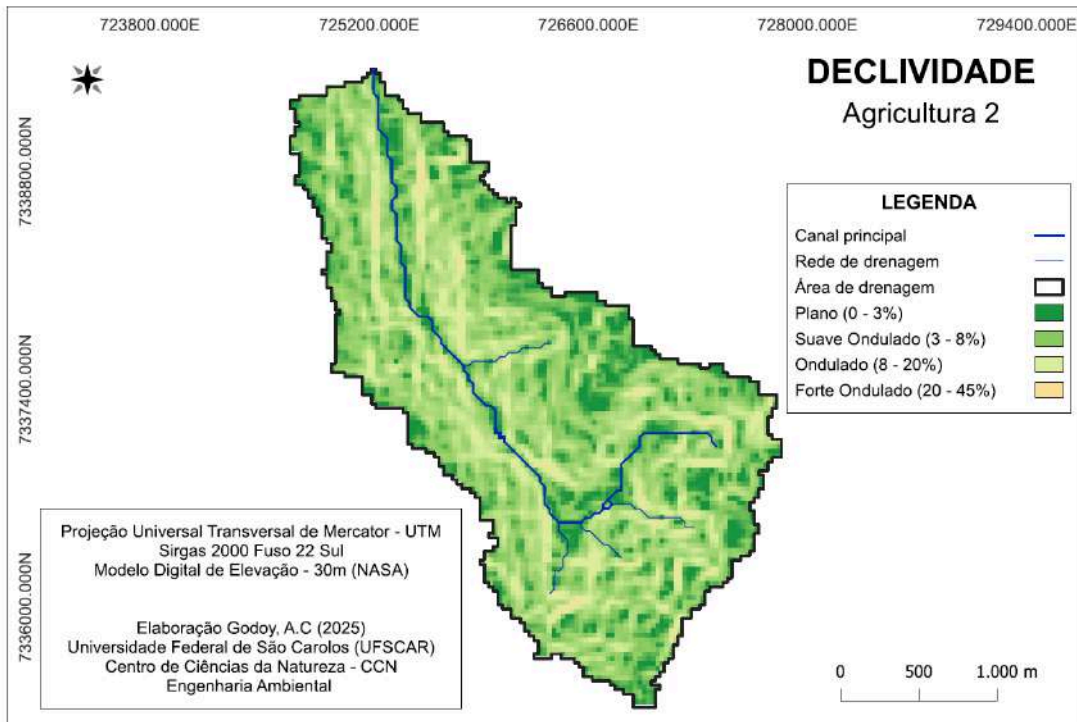 723800.000E 725200.000E 726600.000E 728000.000E 729400.000E
DECLIVIDADE
Agricultura 2
7338800.000N
7337400.000N
7336000.000N
LEGENDA
Canal principal
Rede de drenagem
Área de drenagem
Plano (0 - 3%)
Suave Ondulado (3 - 8%)
Ondulado (8 - 20%)
Forte Ondulado (20 - 45%)
Projeção Universal Transversal de Mercator - UTM
Sirgas 2000 Fuso 22 Sul
Modelo Digital de Elevação - 30m (NASA)
Elaboração Godoy, A.C (2025)
Universidade Federal de São Carolos (UFSCAR)
Centro de Ciências da Natureza - CCN
Engenharia Ambiental
0 500 1.000 m